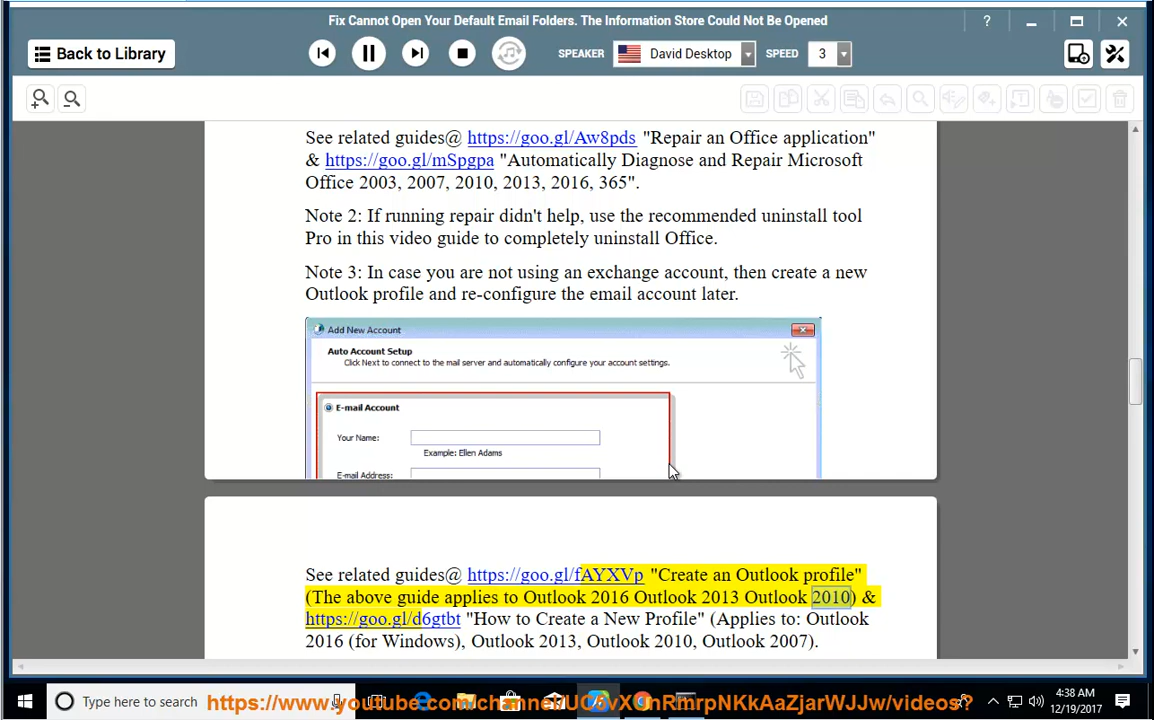 Fix Cannot Open Your Default Email Folders. The Information Store Could Not Be Opened
Back to Library
SPEAKER David Desktop SPEED 3
See related guides@ https://goo.gl/Aw8pds "Repair an Office application"
& https://goo.gl/mSpgpa "Automatically Diagnose and Repair Microsoft
Office 2003, 2007, 2010, 2013, 2016, 365".
Note 2: If running repair didn't help, use the recommended uninstall tool
Pro in this video guide to completely uninstall Office.
Note 3: In case you are not using an exchange account, then create a new
Outlook profile and re-configure the email account later.
Add New Account
Auto Account Setup
Click Next to connect to the mail server and automatically configure your account settings.
E-mail Account
Your Name:
Example: Ellen Adams
E-mail Address:
See related guides@ https://goo.gl/fAYXVp "Create an Outlook profile"
(The above guide applies to Outlook 2016 Outlook 2013 Outlook 2010) &
https://goo.gl/d6gtbt "How to Create a New Profile" (Applies to: Outlook
2016 (for Windows), Outlook 2013, Outlook 2010, Outlook 2007).
Type here to search
4:38 AM
12/19/2017